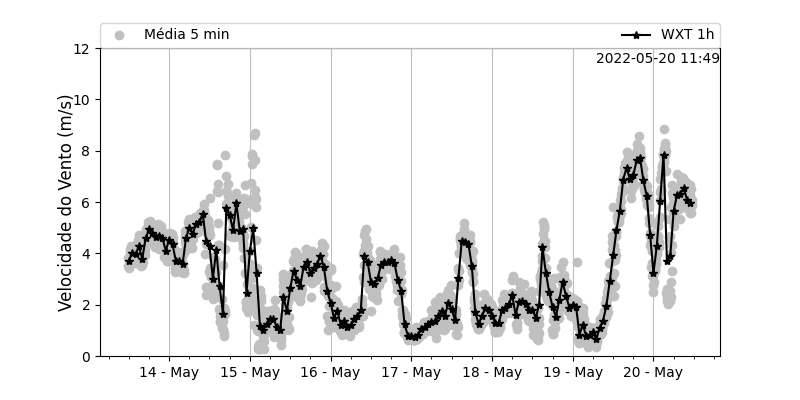 Média 5 min
WXT 1h
2022-05-20 11:49
Velocidade do Vento (m/s)
12
10
8
6
4
2
0
14 - May
15 - May
16 - May
17 - May
18 - May
19 - May
20 - May